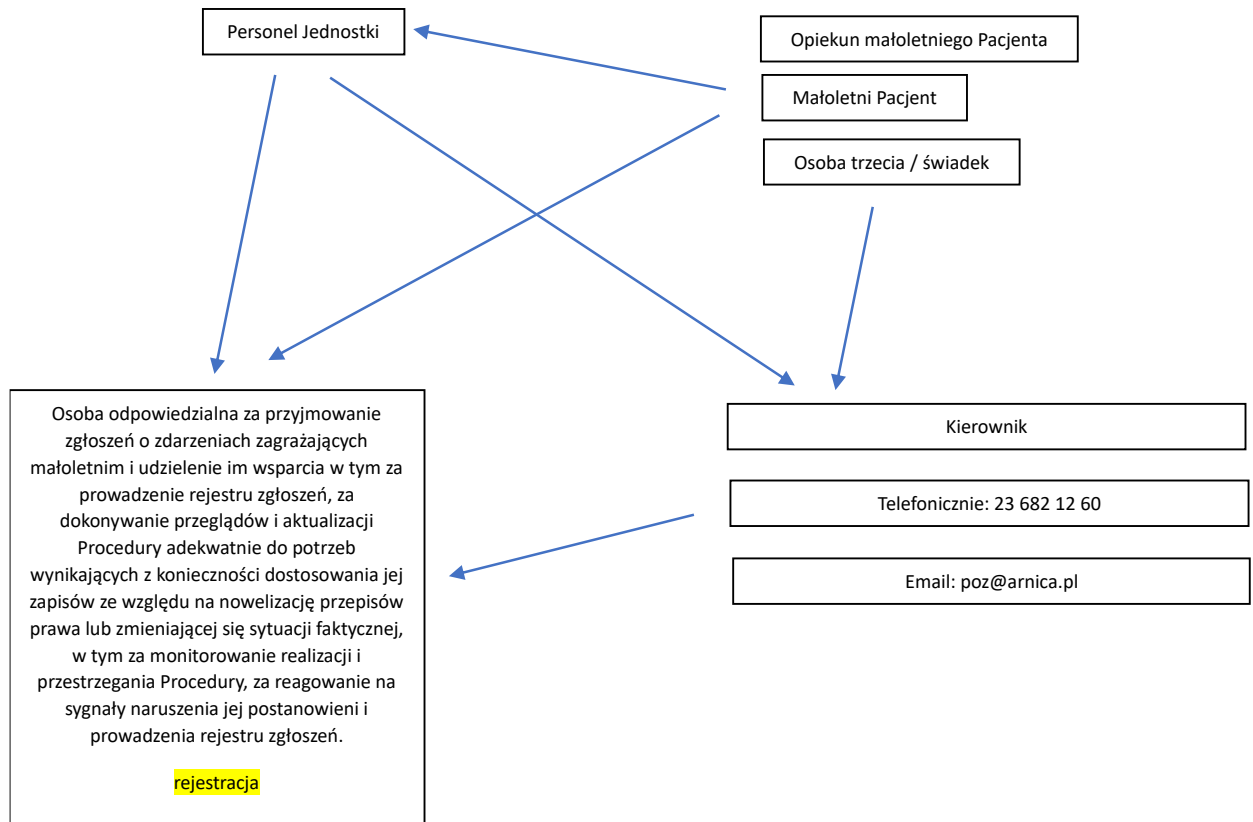 Personel Jednostki
Opiekun małoletniego Pacjenta
Małoletni Pacjent
Osoba trzecia / świadek
Osoba odpowiedzialna za przyjmowanie
zgłoszeń o zdarzeniach zagrażających
małoletnim i udzielenie im wsparcia w tym za
prowadzenie rejestru zgłoszeń, za
dokonywanie przeglądów i aktualizacji
Procedury adekwatnie do potrzeb
wynikających z konieczności dostosowania jej
zapisów ze względu na nowelizację przepisów
prawa lub zmieniającej się sytuacji faktycznej,
w tym za monitorowanie realizacji i
przestrzegania Procedury, za reagowanie na
sygnały naruszenia jej postanowieni i
prowadzenia rejestru zgłoszeń.
rejestracja
Kierownik
Telefonicznie: 23 682 12 60
Email: poz@arnica.pl